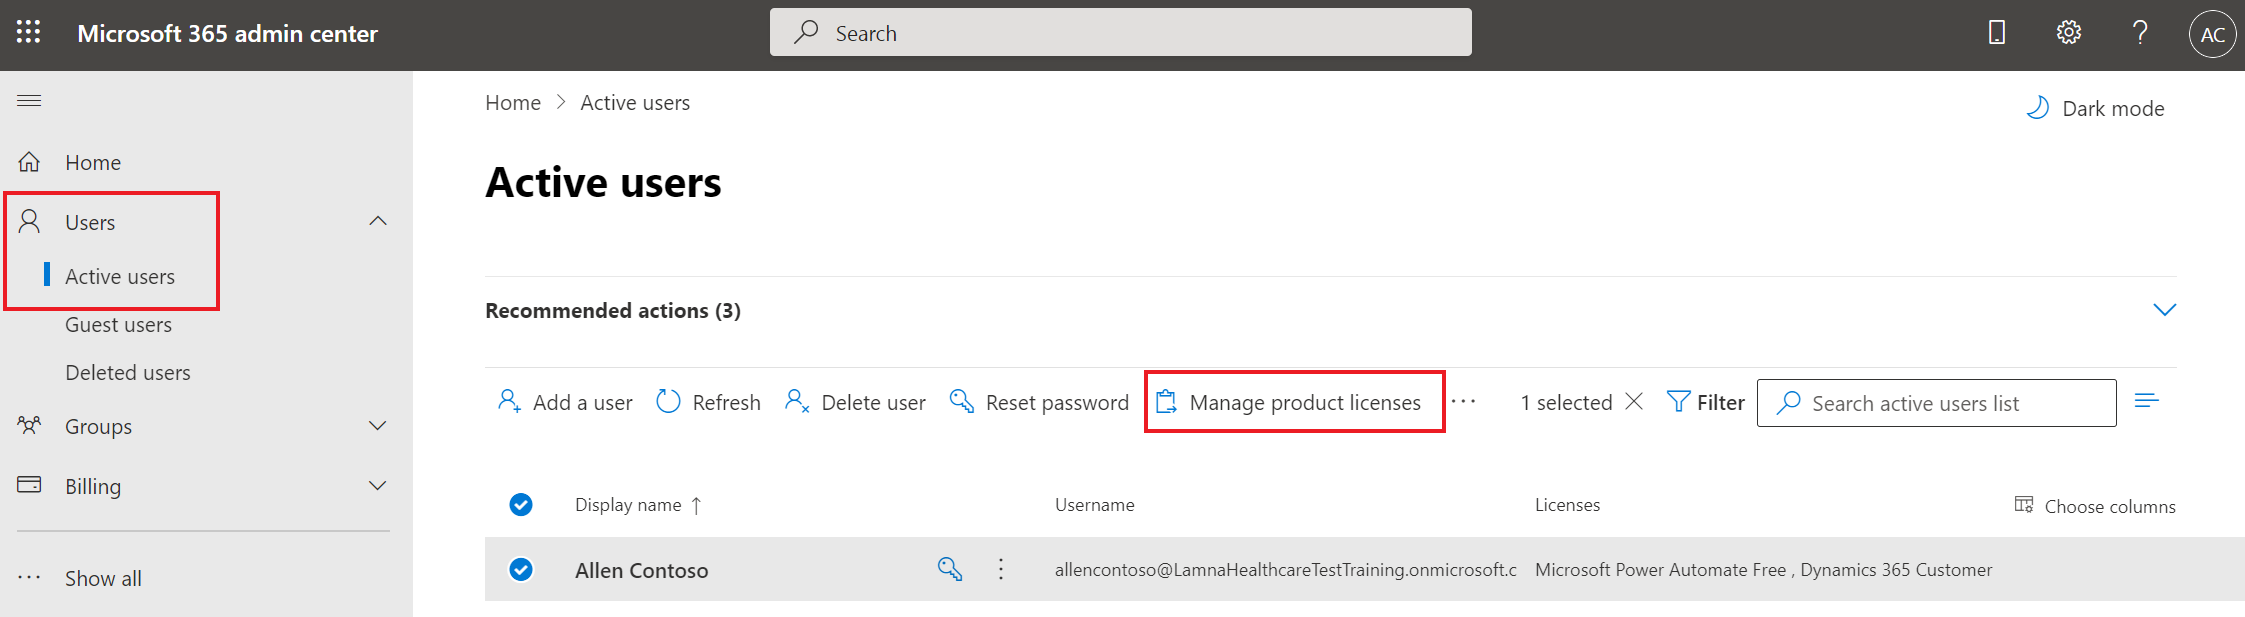 Microsoft 365 admin center
Search
AC
Home > Active users
Dark mode
Home
Users
Active users
Guest users
Deleted users
Groups
Billing
Show all
Active users
Recommended actions (3)
Add a user Refresh Delete user Reset password Manage product licenses ··· 1 selected Filter Search active users list
Display name ↑ Username Licenses Choose columns
Allen Contoso allencontoso@LamnaHealthcareTestTraining.onmicrosoft.c Microsoft Power Automate Free , Dynamics 365 Customer